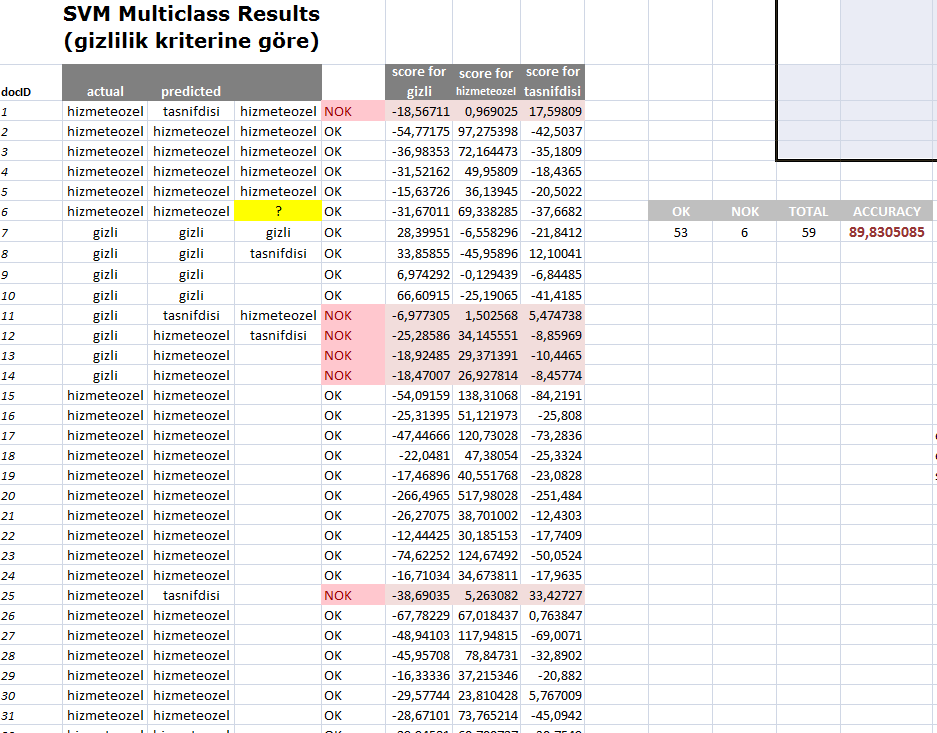 SVM Multiclass Results
(gizlilik kriterine göre)
docID actual predicted score for gizli score for hizmeteozel score for tasnifdisi
1 hizmeteozel tasnifdisi hizmeteozel NOK -18,56711 0,969025 17,59809
2 hizmeteozel hizmeteozel hizmeteozel OK -54,77175 97,275398 -42,5037
3 hizmeteozel hizmeteozel hizmeteozel OK -36,98353 72,164473 -35,1809
4 hizmeteozel hizmeteozel hizmeteozel OK -31,52162 49,95809 -18,4365
5 hizmeteozel hizmeteozel hizmeteozel OK -15,63726 36,13945 -20,5022
6 hizmeteozel hizmeteozel ? OK -31,67011 69,338285 -37,6682 OK NOK TOTAL ACCURACY
7 gizli gizli gizli OK 28,39951 -6,558296 -21,8412 53 6 59 89,8305085
8 gizli gizli tasnifdisi OK 33,85855 -45,95896 12,10041
9 gizli gizli OK 6,974292 -0,129439 -6,84485
10 gizli gizli OK 66,60915 -25,19065 -41,4185
11 gizli tasnifdisi hizmeteozel NOK -6,977305 1,502568 5,474738
12 gizli hizmeteozel tasnifdisi NOK -25,28586 34,145551 -8,85969
13 gizli hizmeteozel NOK -18,92485 29,371391 -10,4465
14 gizli hizmeteozel NOK -18,47007 26,927814 -8,45774
15 hizmeteozel hizmeteozel OK -54,09159 138,31068 -84,2191
16 hizmeteozel hizmeteozel OK -25,31395 51,121973 -25,808
17 hizmeteozel hizmeteozel OK -47,44666 120,73028 -73,2836
18 hizmeteozel hizmeteozel OK -22,0481 47,38054 -25,3324
19 hizmeteozel hizmeteozel OK -17,46896 40,551768 -23,0828
20 hizmeteozel hizmeteozel OK -266,4965 517,98028 -251,484
21 hizmeteozel hizmeteozel OK -26,27075 38,701002 -12,4303
22 hizmeteozel hizmeteozel OK -12,44425 30,185153 -17,7409
23 hizmeteozel hizmeteozel OK -74,62252 124,67492 -50,0524
24 hizmeteozel hizmeteozel OK -16,71034 34,673811 -17,9635
25 hizmeteozel tasnifdisi NOK -38,69035 5,263082 33,42727
26 hizmeteozel hizmeteozel OK -67,78229 67,018437 0,763847
27 hizmeteozel hizmeteozel OK -48,94103 117,94815 -69,0071
28 hizmeteozel hizmeteozel OK -45,95708 78,84731 -32,8902
29 hizmeteozel hizmeteozel OK -16,33336 37,215346 -20,882
30 hizmeteozel hizmeteozel OK -29,57744 23,810428 5,767009
31 hizmeteozel hizmeteozel OK -28,67101 73,765214 -45,0942